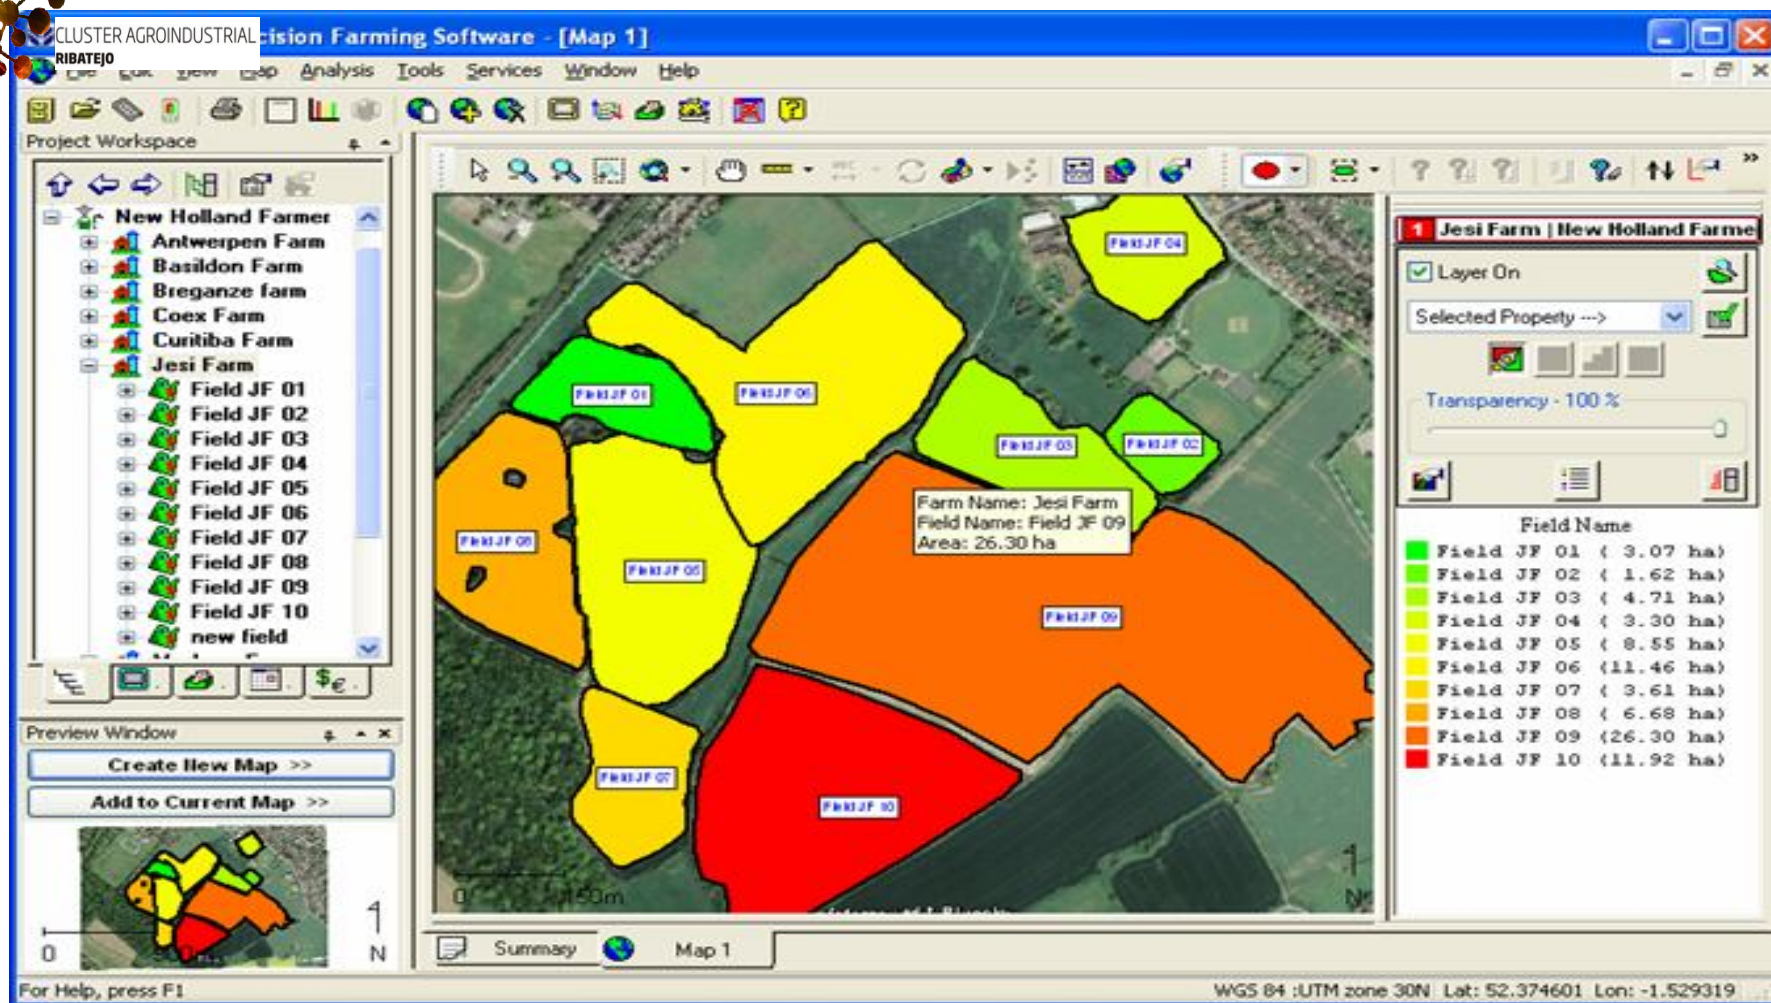 CLUSTER AGROINDUSTRIAL
RIBATEJO
cision Farming Software - [Map 1]
Analysis Tools Services Window Help
Project Workspace
New Holland Farmer
Antwerpen Farm
Basildon Farm
Breganze farm
Coex Farm
Curitiba Farm
Jesi Farm
Field JF 01
Field JF 02
Field JF 03
Field JF 04
Field JF 05
Field JF 06
Field JF 07
Field JF 08
Field JF 09
Field JF 10
new field
Preview Window
Create New Map >>
Add to Current Map >>
0
N
For Help, press F1
Field JF 04
Field JF 01
Field JF 06
Field JF 03
Field JF 02
Farm Name: Jesi Farm
Field Name: Field JF 09
Area: 26.30 ha
Field JF 08
Field JF 05
Field JF 09
Field JF 07
Field JF 10
0 150m
N
Summary Map 1
1 Jesi Farm | New Holland Farme
Layer On
Selected Property --->
Transparency - 100 %
Field Name
Field JF 01 ( 3.07 ha)
Field JF 02 ( 1.62 ha)
Field JF 03 ( 4.71 ha)
Field JF 04 ( 3.30 ha)
Field JF 05 ( 8.55 ha)
Field JF 06 (11.46 ha)
Field JF 07 ( 3.61 ha)
Field JF 08 ( 6.68 ha)
Field JF 09 (26.30 ha)
Field JF 10 (11.92 ha)
WGS 84 :UTM zone 30N Lat: 52.374601 Lon: -1.529319